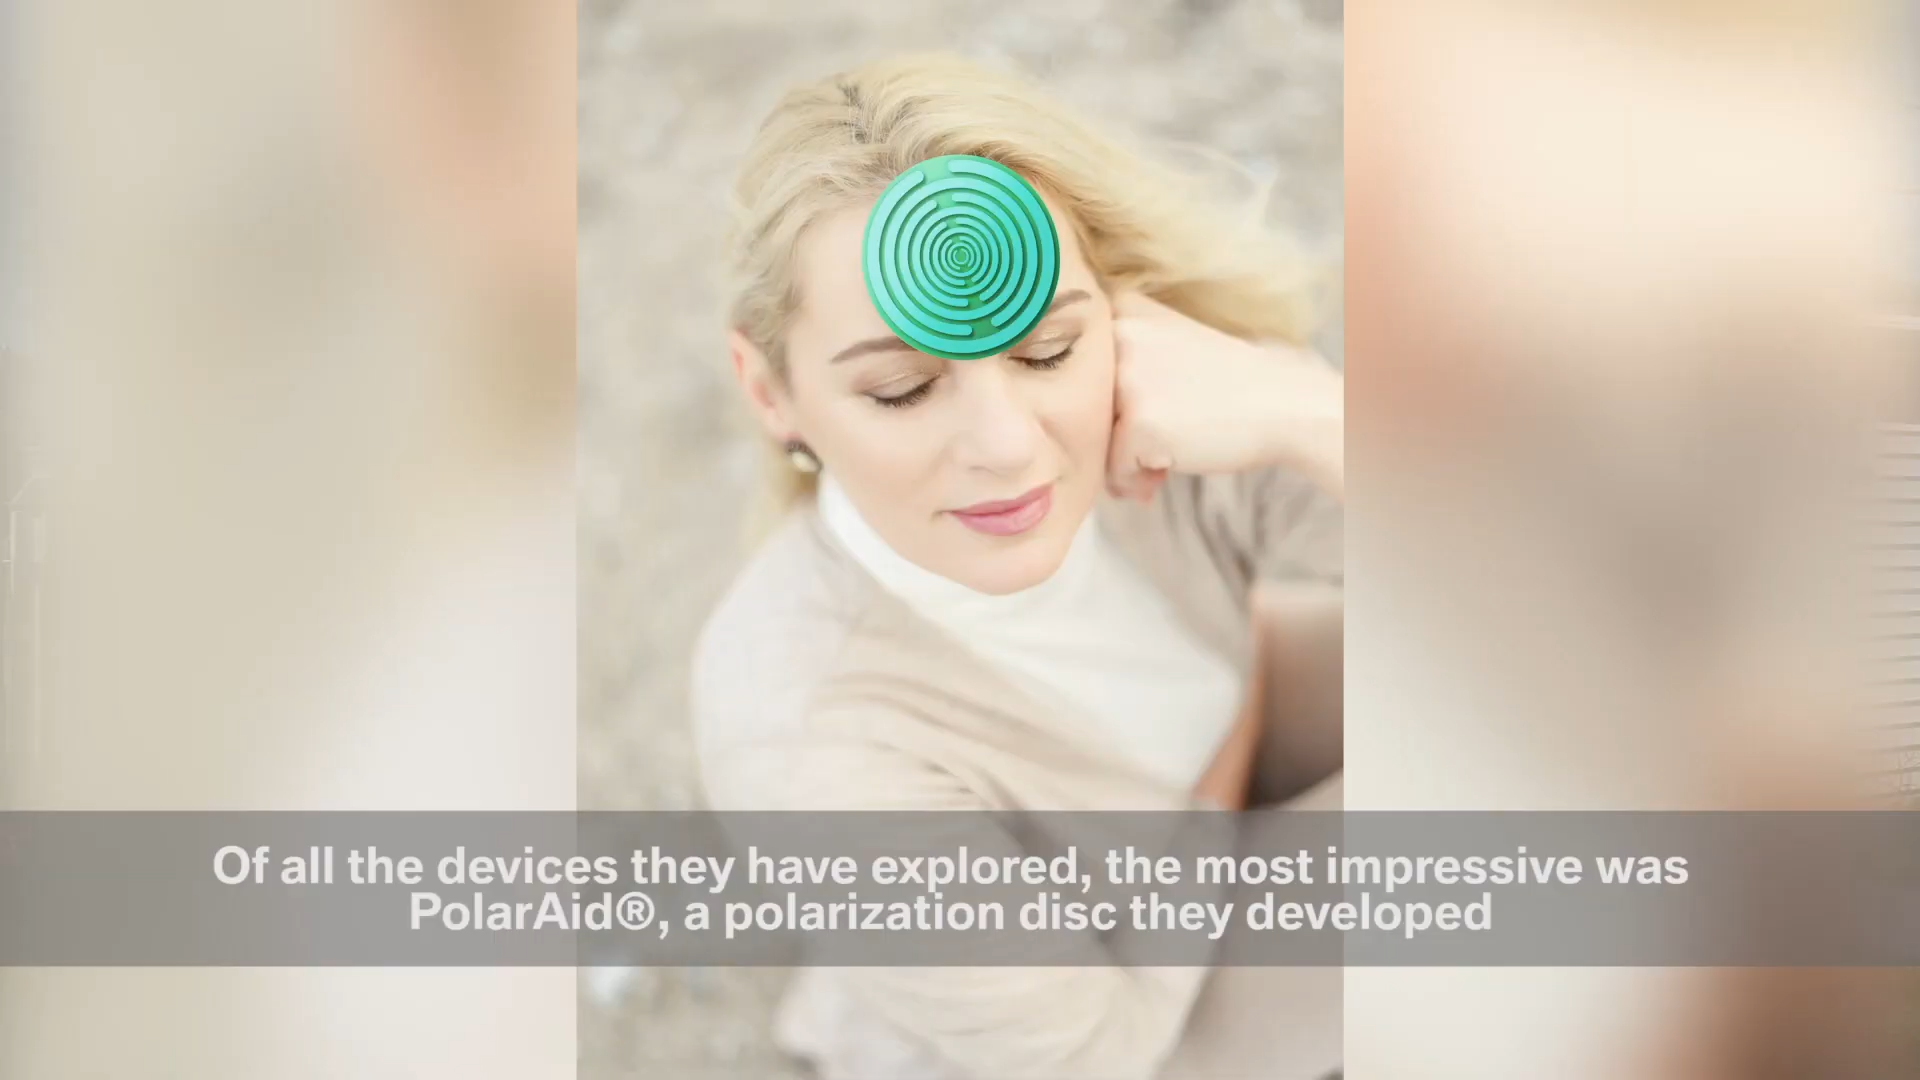 Of all the devices they have explored, the most impressive was
PolarAid®, a polarization disc they developed